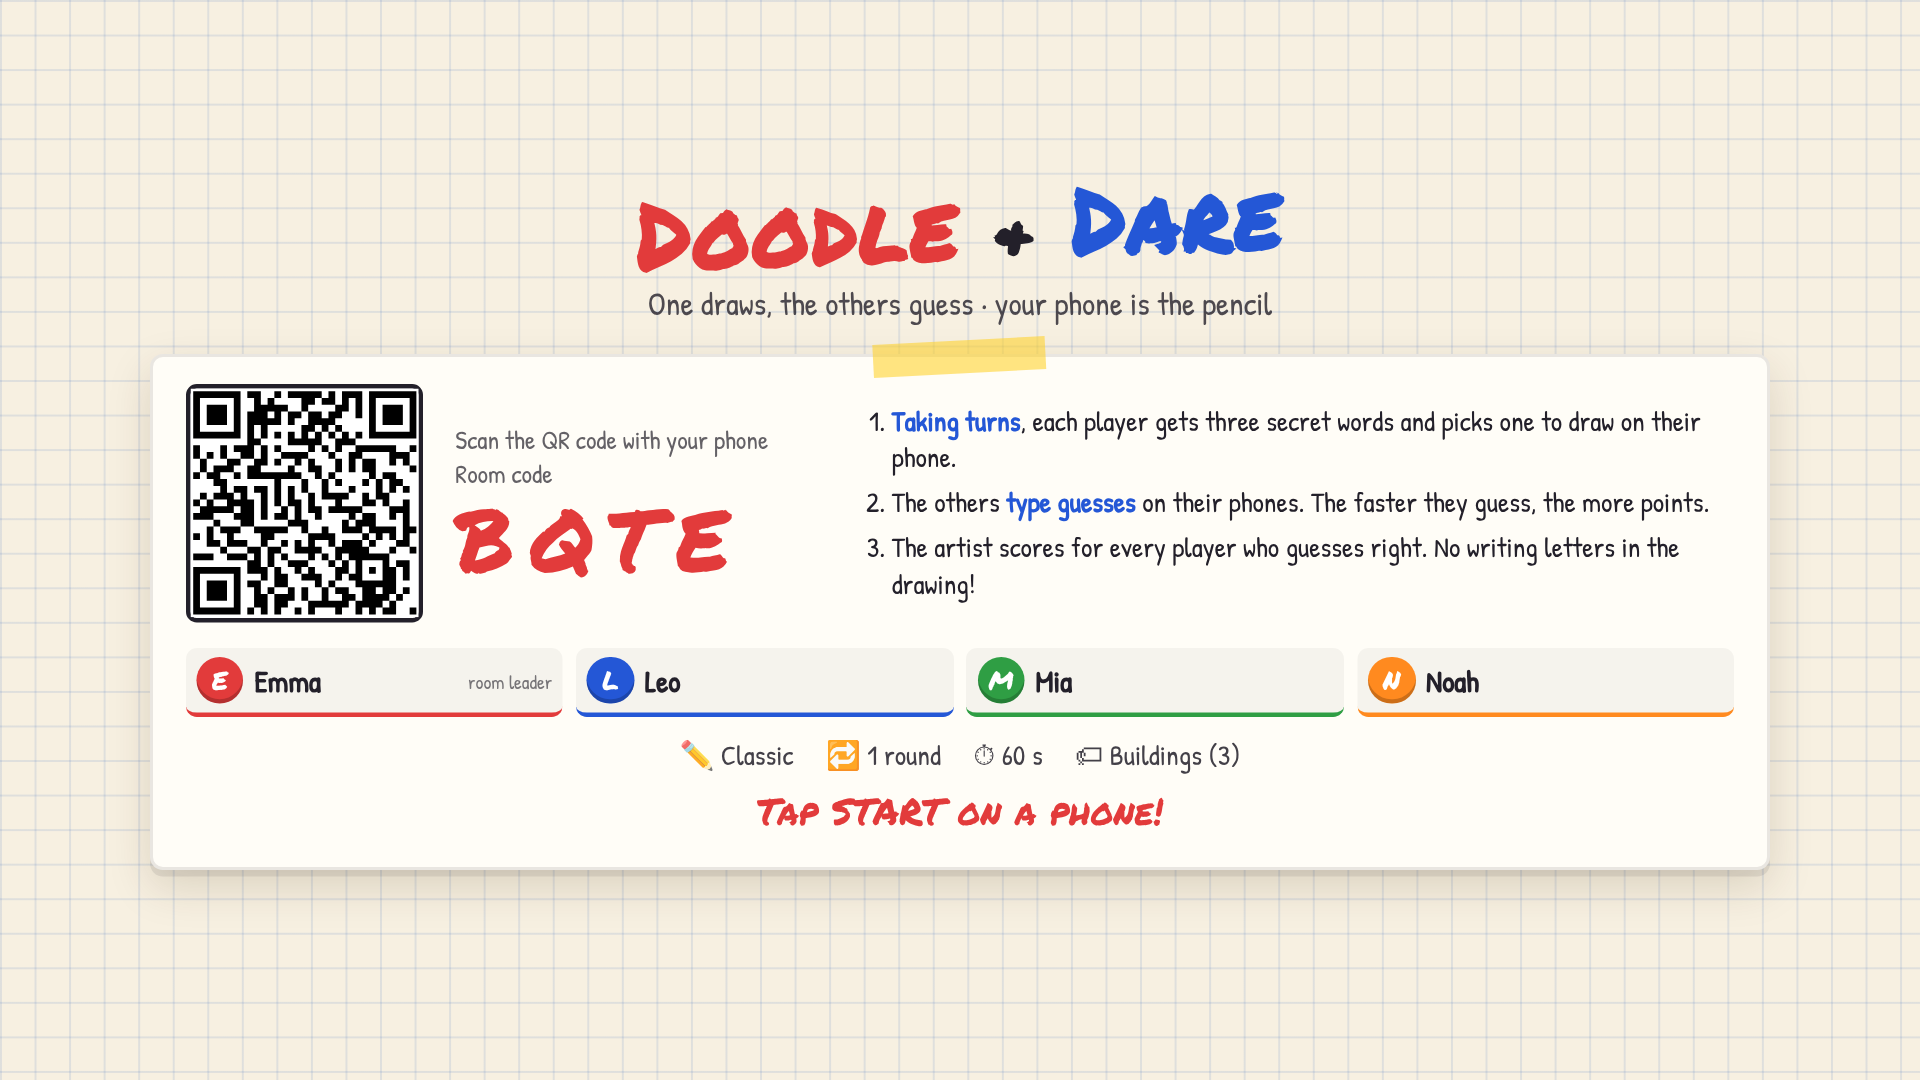 DOODLE + DARE
One draws, the others guess · your phone is the pencil
Scan the QR code with your phone
Room code
BQTE
1. Taking turns, each player gets three secret words and picks one to draw on their
phone.
2. The others type guesses on their phones. The faster they guess, the more points.
3. The artist scores for every player who guesses right. No writing letters in the
drawing!
E Emma room leader
L Leo
M Mia
N Noah
✏️ Classic 🔁 1 round ⏱ 60 s 🏷 Buildings (3)
TAP START ON A PHONE!